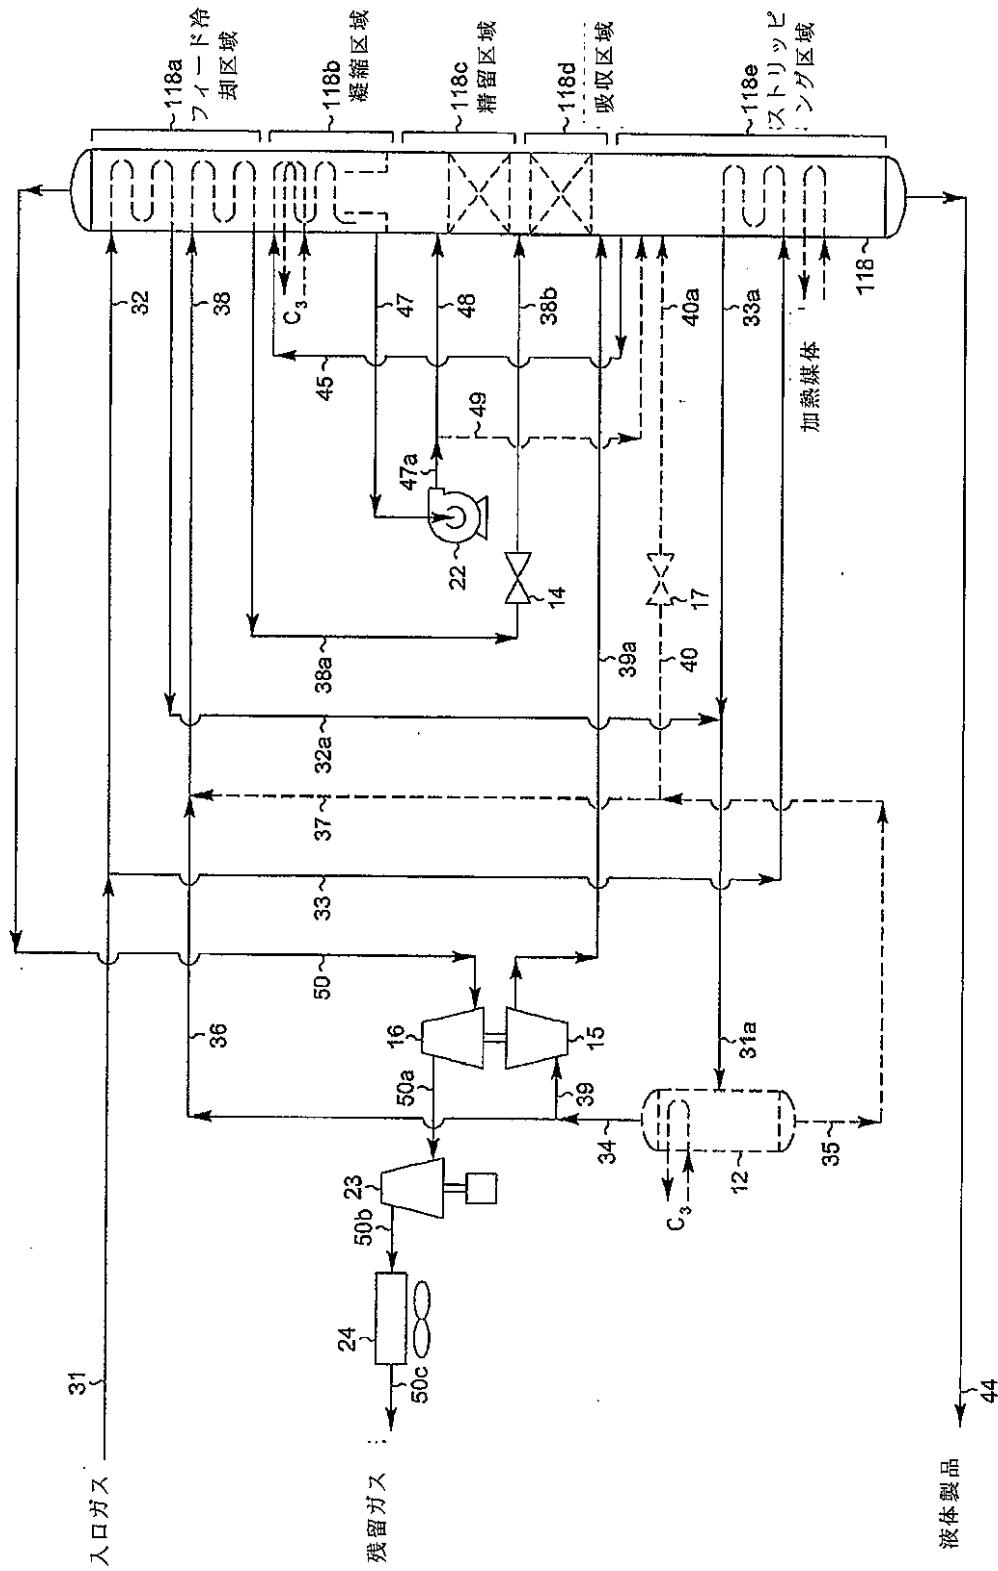 118a
フィード冷
却区域
118b
凝縮区域
118c
精留区域
118d
吸収区域
118e
ストリッピ
ング区域
32
38
C3
47
48
45
38b
40a
33a
118
加熱媒体
49
47a
22
14
17
38a
39a
40
32a
37
33
50
36
16
15
31a
50a
39
34
35
12
C3
23
50b
24
50c
31
44
入口ガス
残留ガス
液体製品